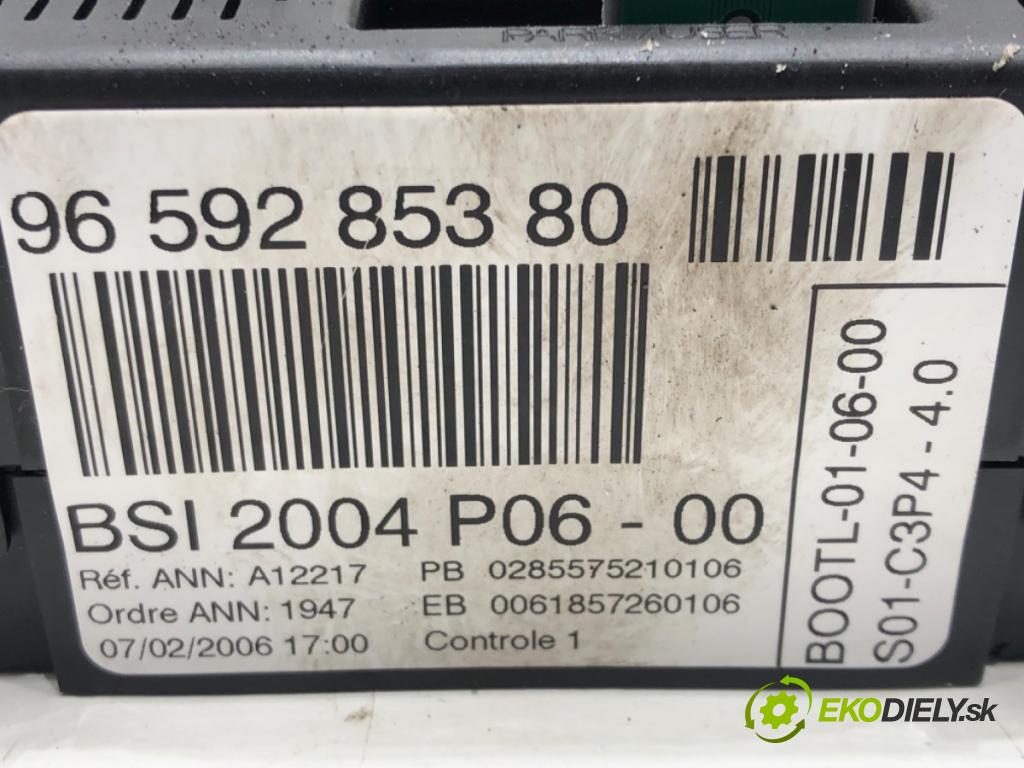 96 592 853 80
BSI 2004 P06 - 00
Réf. ANN: A12217 PB 0285575210106
Ordre ANN: 1947 EB 0061857260106
07/02/2006 17:00 Controle 1
BOOTL-01-06-00
S01-C3P4 - 4.0
EKODIELY.sk